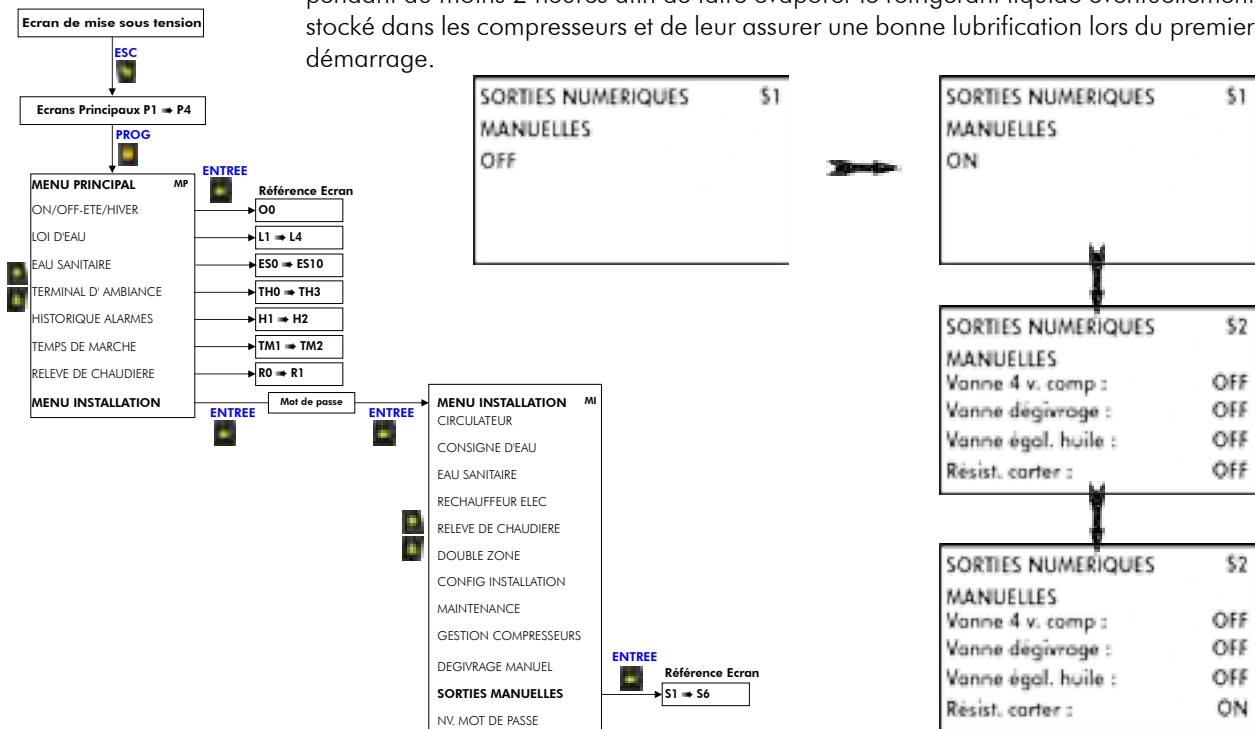 pendant au moins 2 heures afin de faire évaporer le réfrigérant liquide éventuellement
stocké dans les compresseurs et de leur assurer une bonne lubrification lors du premier
démarrage.
Ecran de mise sous tension
ESC
Ecrans Principaux P1 ➠ P4
PROG
MENU PRINCIPAL MP
ENTREE
Référence Ecran
ON/OFF-ETE/HIVER
O0
LOI D'EAU
L1 ➠ L4
EAU SANITAIRE
ES0 ➠ ES10
TERMINAL D' AMBIANCE
TH0 ➠ TH3
HISTORIQUE ALARMES
H1 ➠ H2
TEMPS DE MARCHE
TM1 ➠ TM2
RELEVE DE CHAUDIERE
R0 ➠ R1
MENU INSTALLATION
ENTREE
Mot de passe
ENTREE
MENU INSTALLATION MI
CIRCULATEUR
CONSIGNE D'EAU
EAU SANITAIRE
RECHAUFFEUR ELEC
RELEVE DE CHAUDIERE
DOUBLE ZONE
CONFIG INSTALLATION
MAINTENANCE
GESTION COMPRESSEURS
DEGIVRAGE MANUEL
SORTIES MANUELLES
ENTREE
Référence Ecran
S1 ➠ S6
NV. MOT DE PASSE
SORTIES NUMERIQUES S1
MANUELLES
OFF
SORTIES NUMERIQUES S1
MANUELLES
ON
SORTIES NUMERIQUES S2
MANUELLES
Vanne 4 v. comp : OFF
Vanne dégivrage : OFF
Vanne égal. huile : OFF
Résist. carter : OFF
SORTIES NUMERIQUES S2
MANUELLES
Vanne 4 v. comp : OFF
Vanne dégivrage : OFF
Vanne égal. huile : OFF
Résist. carter : ON